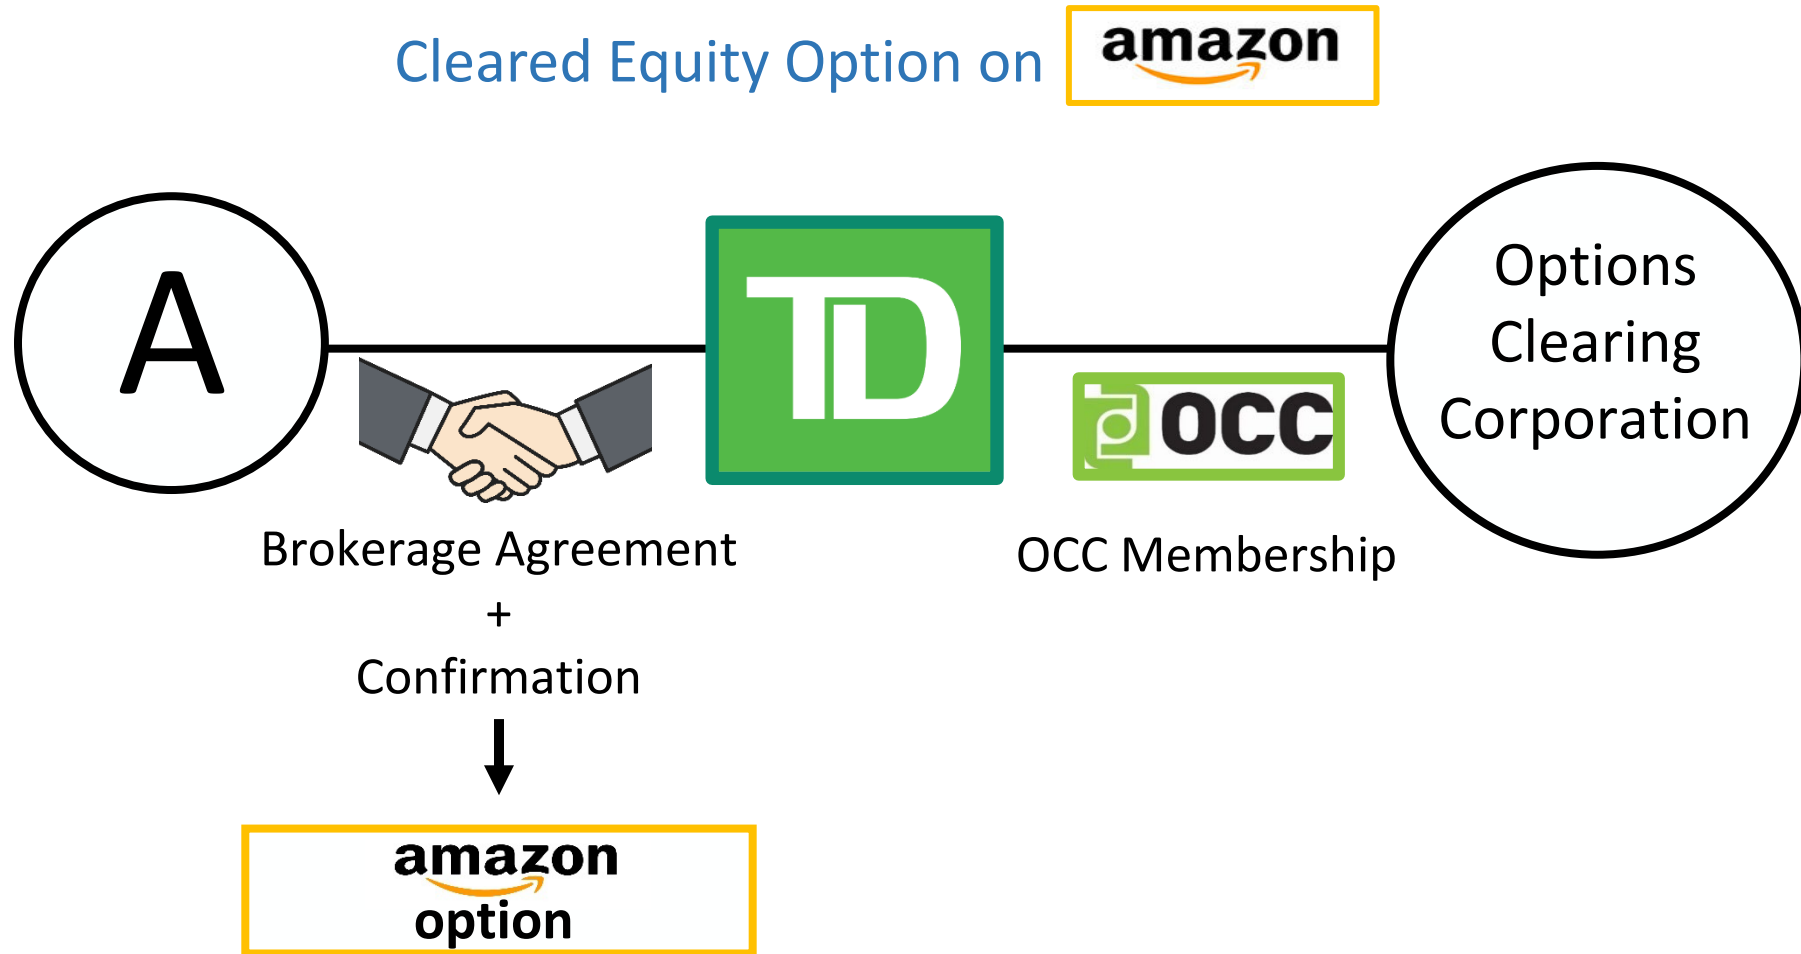 Cleared Equity Option on amazon
A
TD
Options
Clearing
Corporation
OCC
Brokerage Agreement
+
Confirmation
OCC Membership
amazon
option